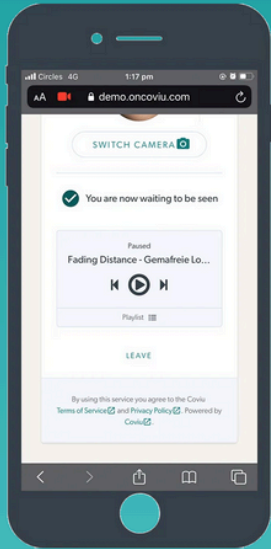 Circles 4G 1:17 pm
AA demo.oncoviu.com
SWITCH CAMERA
You are now waiting to be seen
Paused
Fading Distance - Gemafreie Lo...
Playlist
LEAVE
By using this service you agree to the Coviu
Terms of Service and Privacy Policy. Powered by
Coviu.